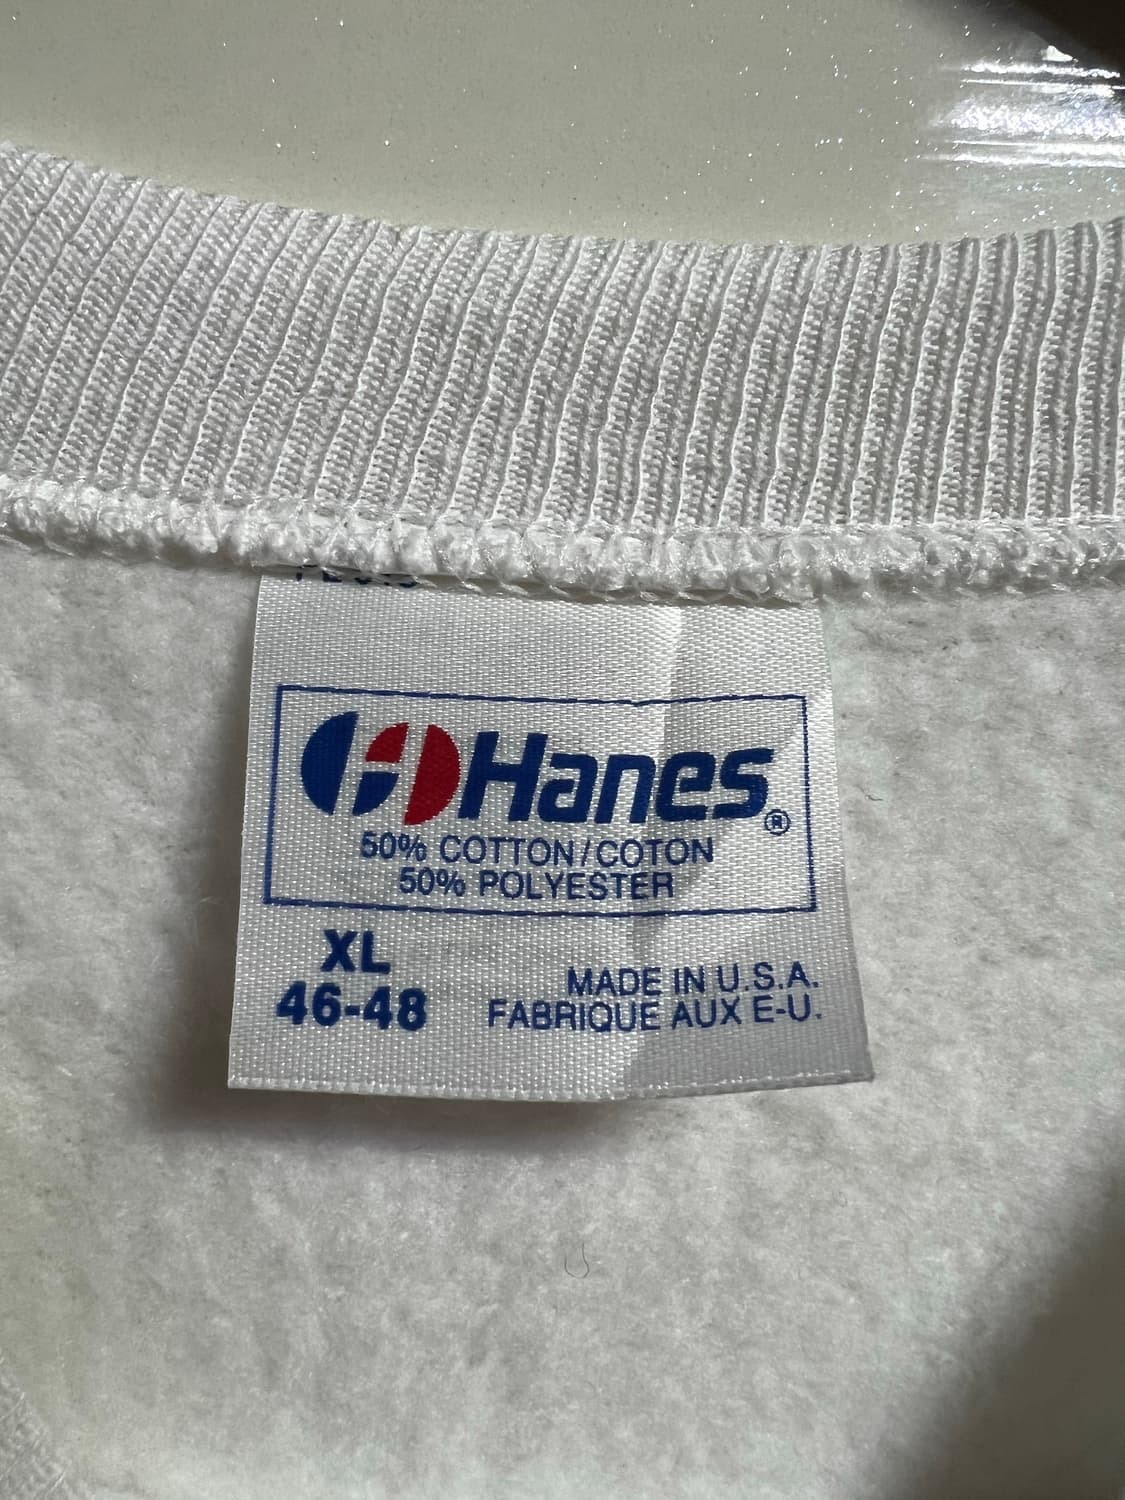 Hanes®
50% COTTON/COTON
50% POLYESTER
XL
46-48
MADE IN U.S.A.
FABRIQUE AUX E-U.